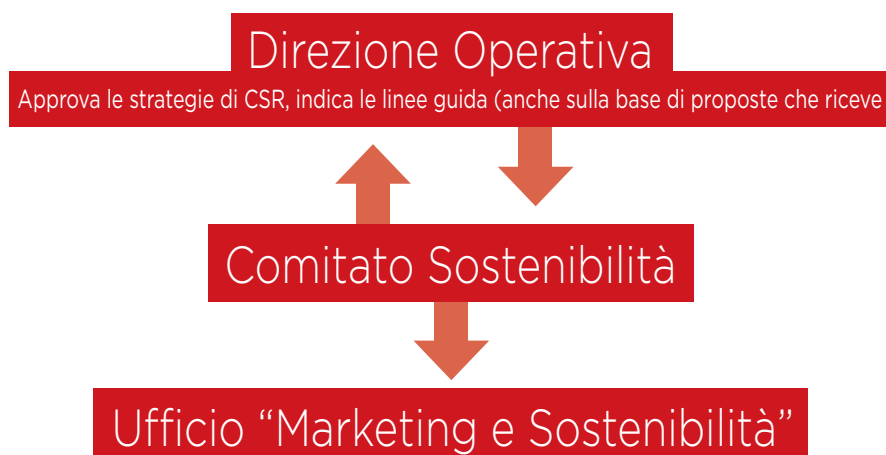 Direzione Operativa
Approva le strategie di CSR, indica le linee guida (anche sulla base di proposte che riceve
Comitato Sostenibilità
Ufficio “Marketing e Sostenibilità”